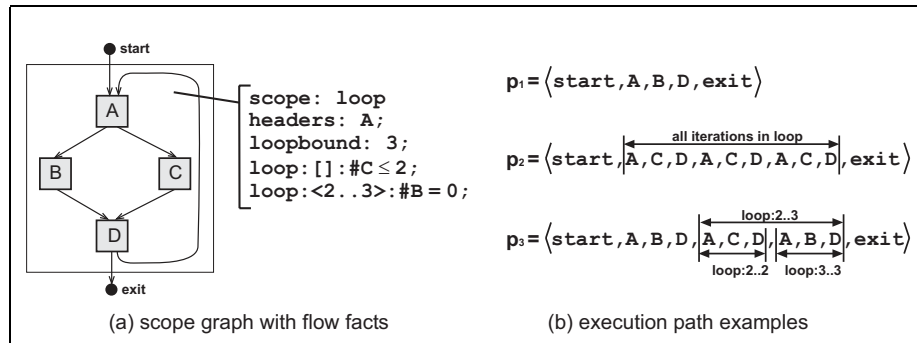 start
A
B
C
D
exit
scope: loop
headers: A;
loopbound: 3;
loop:[]:#C ≤ 2;
loop:<2..3>:#B = 0;
(a) scope graph with flow facts
p1=⟨start,A,B,D,exit⟩
all iterations in loop
p2=⟨start,A,C,D,A,C,D,A,C,D,exit⟩
loop:2..3
p3=⟨start,A,B,D,A,C,D,A,B,D,exit⟩
loop:2..2 loop:3..3
(b) execution path examples